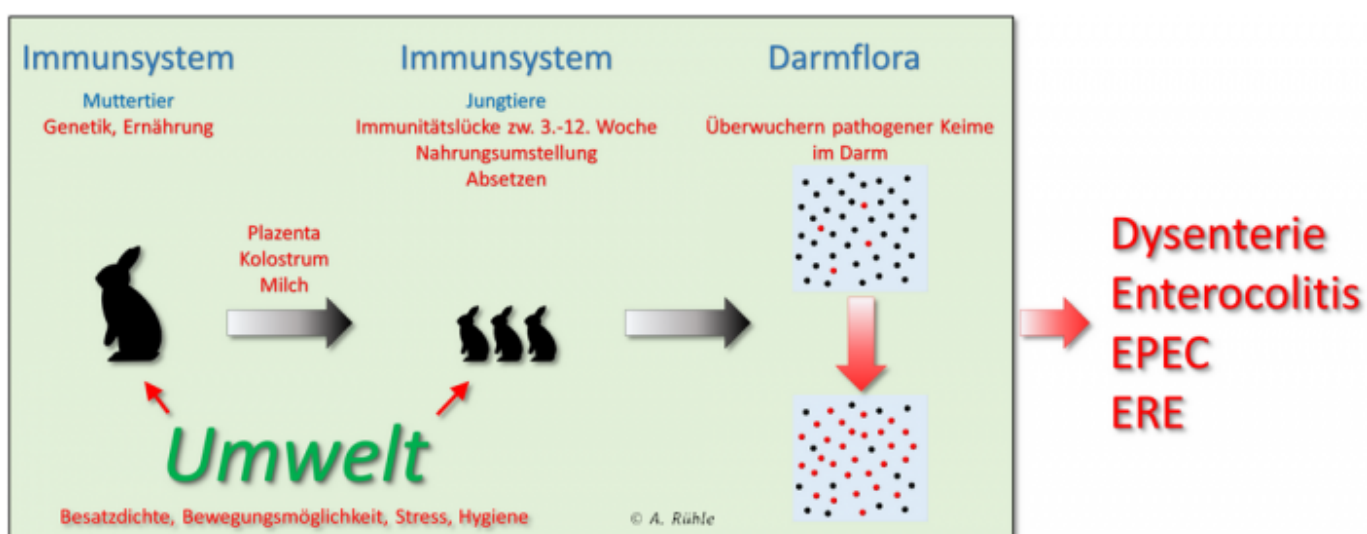 Immunsystem
Muttertier
Genetik, Ernährung
Immunsystem
Jungtiere
Immunitätslücke zw. 3.-12. Woche
Nahrungsumstellung
Absetzen
Darmflora
Überwuchern pathogener Keime
im Darm
Plazenta
Kolostrum
Milch
Umwelt
Besatzdichte, Bewegungsmöglichkeit, Stress, Hygiene
© A. Rühle
Dysenterie
Enterocolitis
EPEC
ERE